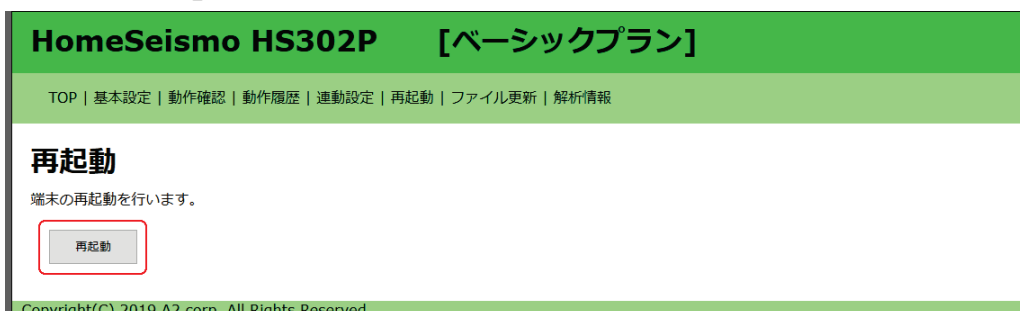 HomeSeismo HS302P [ベーシックプラン]
TOP | 基本設定 | 動作確認 | 動作履歴 | 連動設定 | 再起動 | ファイル更新 | 解析情報
再起動
端末の再起動を行います。
再起動
Copyright(C) 2019 A2 corp. All Rights Reserved